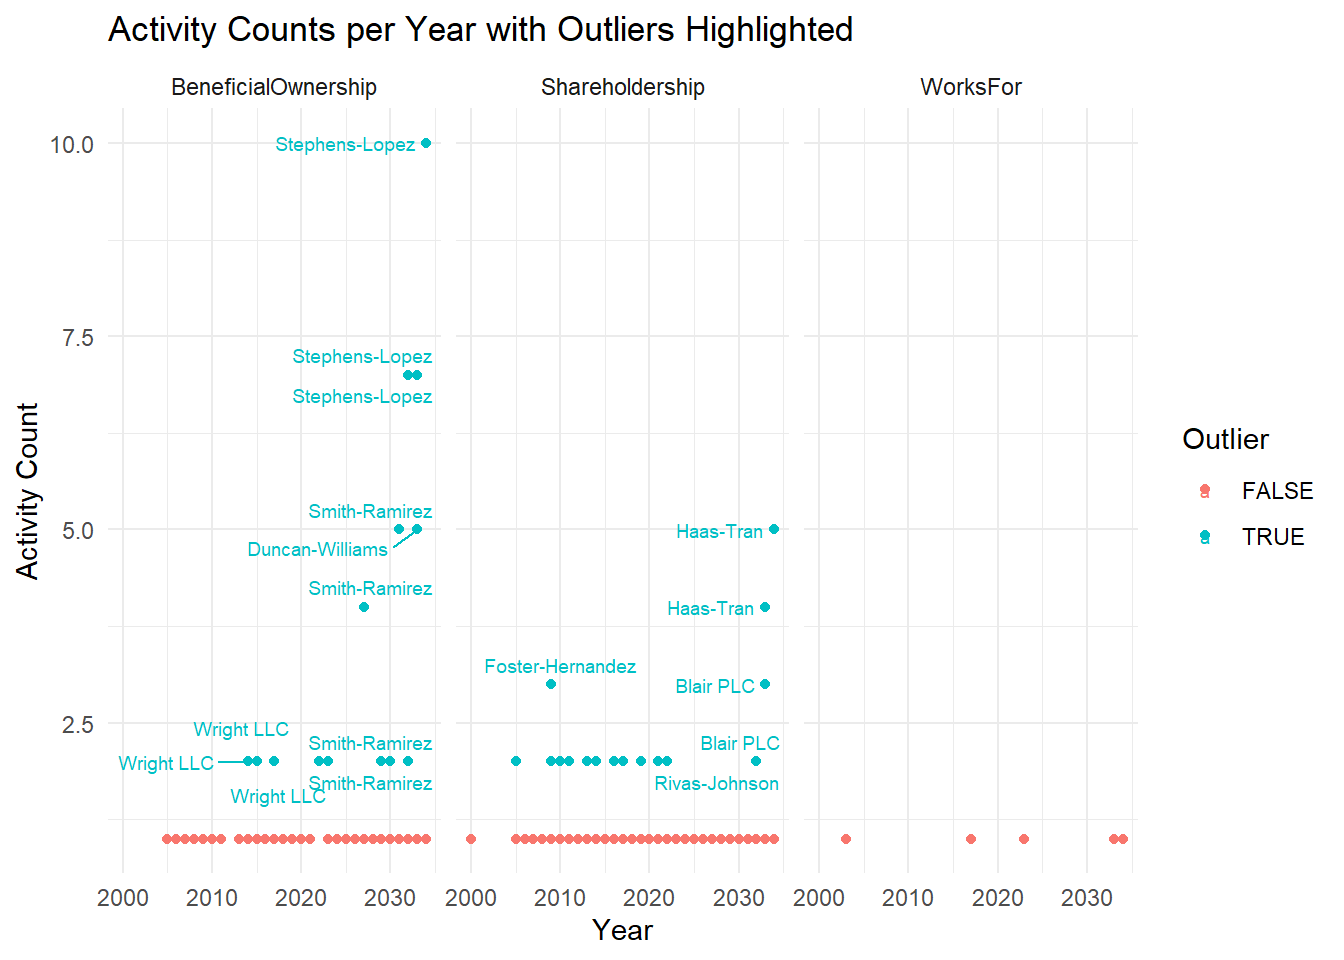 Activity Counts per Year with Outliers Highlighted
BeneficialOwnership
Shareholdership
WorksFor
10.0
7.5
5.0
2.5
Activity Count
Stephens-Lopez
Stephens-Lopez
Stephens-Lopez
Smith-Ramirez
Duncan-Williams
Smith-Ramirez
Wright LLC
Smith-Ramirez
Wright LLC
Smith-Ramirez
Wright LLC
Haas-Tran
Haas-Tran
Foster-Hernandez
Blair PLC
Blair PLC
Rivas-Johnson
2000 2010 2020 2030
2000 2010 2020 2030
2000 2010 2020 2030
Year
Outlier
a FALSE
a TRUE